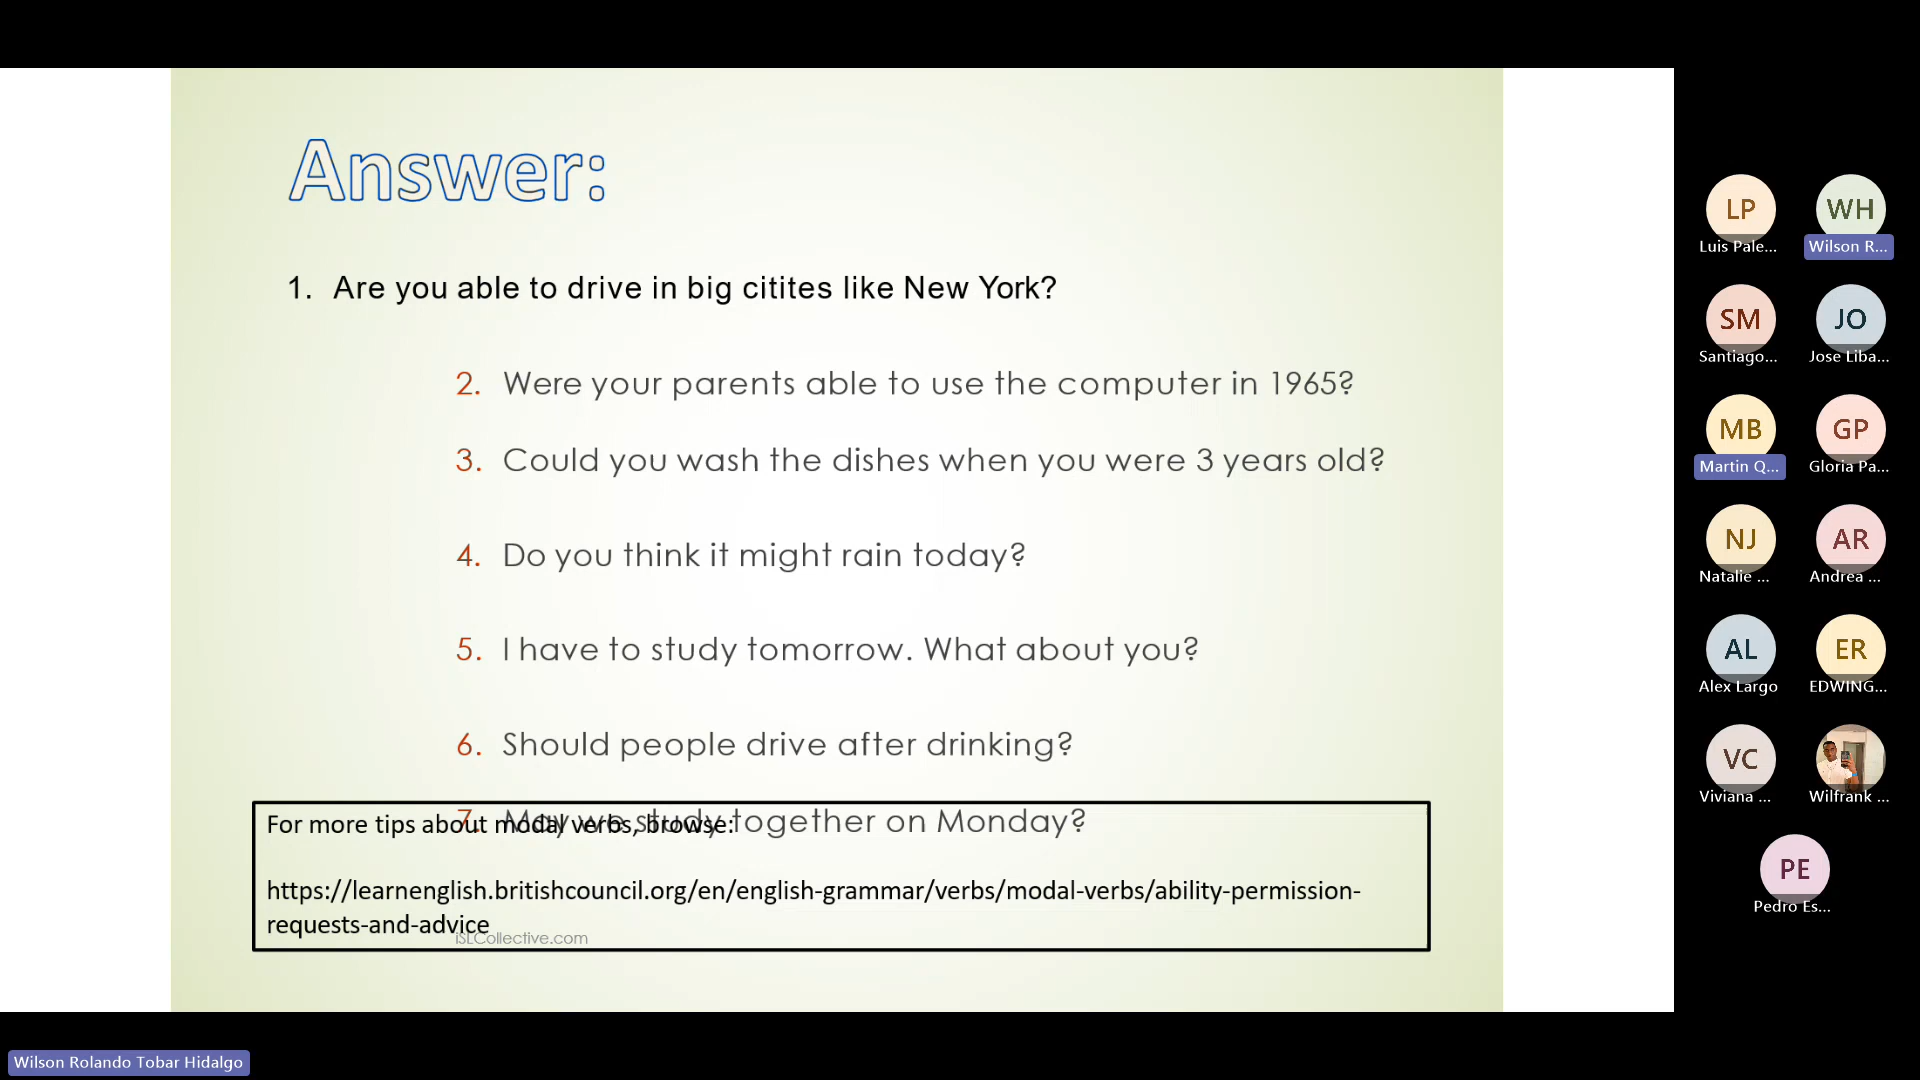 Answer:
1. Are you able to drive in big citites like New York?
2. Were your parents able to use the computer in 1965?
3. Could you wash the dishes when you were 3 years old?
4. Do you think it might rain today?
5. I have to study tomorrow. What about you?
6. Should people drive after drinking?
7. May we study together on Monday?
For more tips about modal verbs, browse:
https://learnenglish.britishcouncil.org/en/english-grammar/verbs/modal-verbs/ability-permission-
requests-and-advice
iSLCollective.com
LP
Luis Pale...
WH
Wilson R...
SM
Santiago...
JO
Jose Liba...
MB
Martin Q...
GP
Gloria Pa...
NJ
Natalie ...
AR
Andrea ...
AL
Alex Largo
ER
EDWING...
VC
Viviana ...
Wilfrank ...
PE
Pedro Es...
Wilson Rolando Tobar Hidalgo